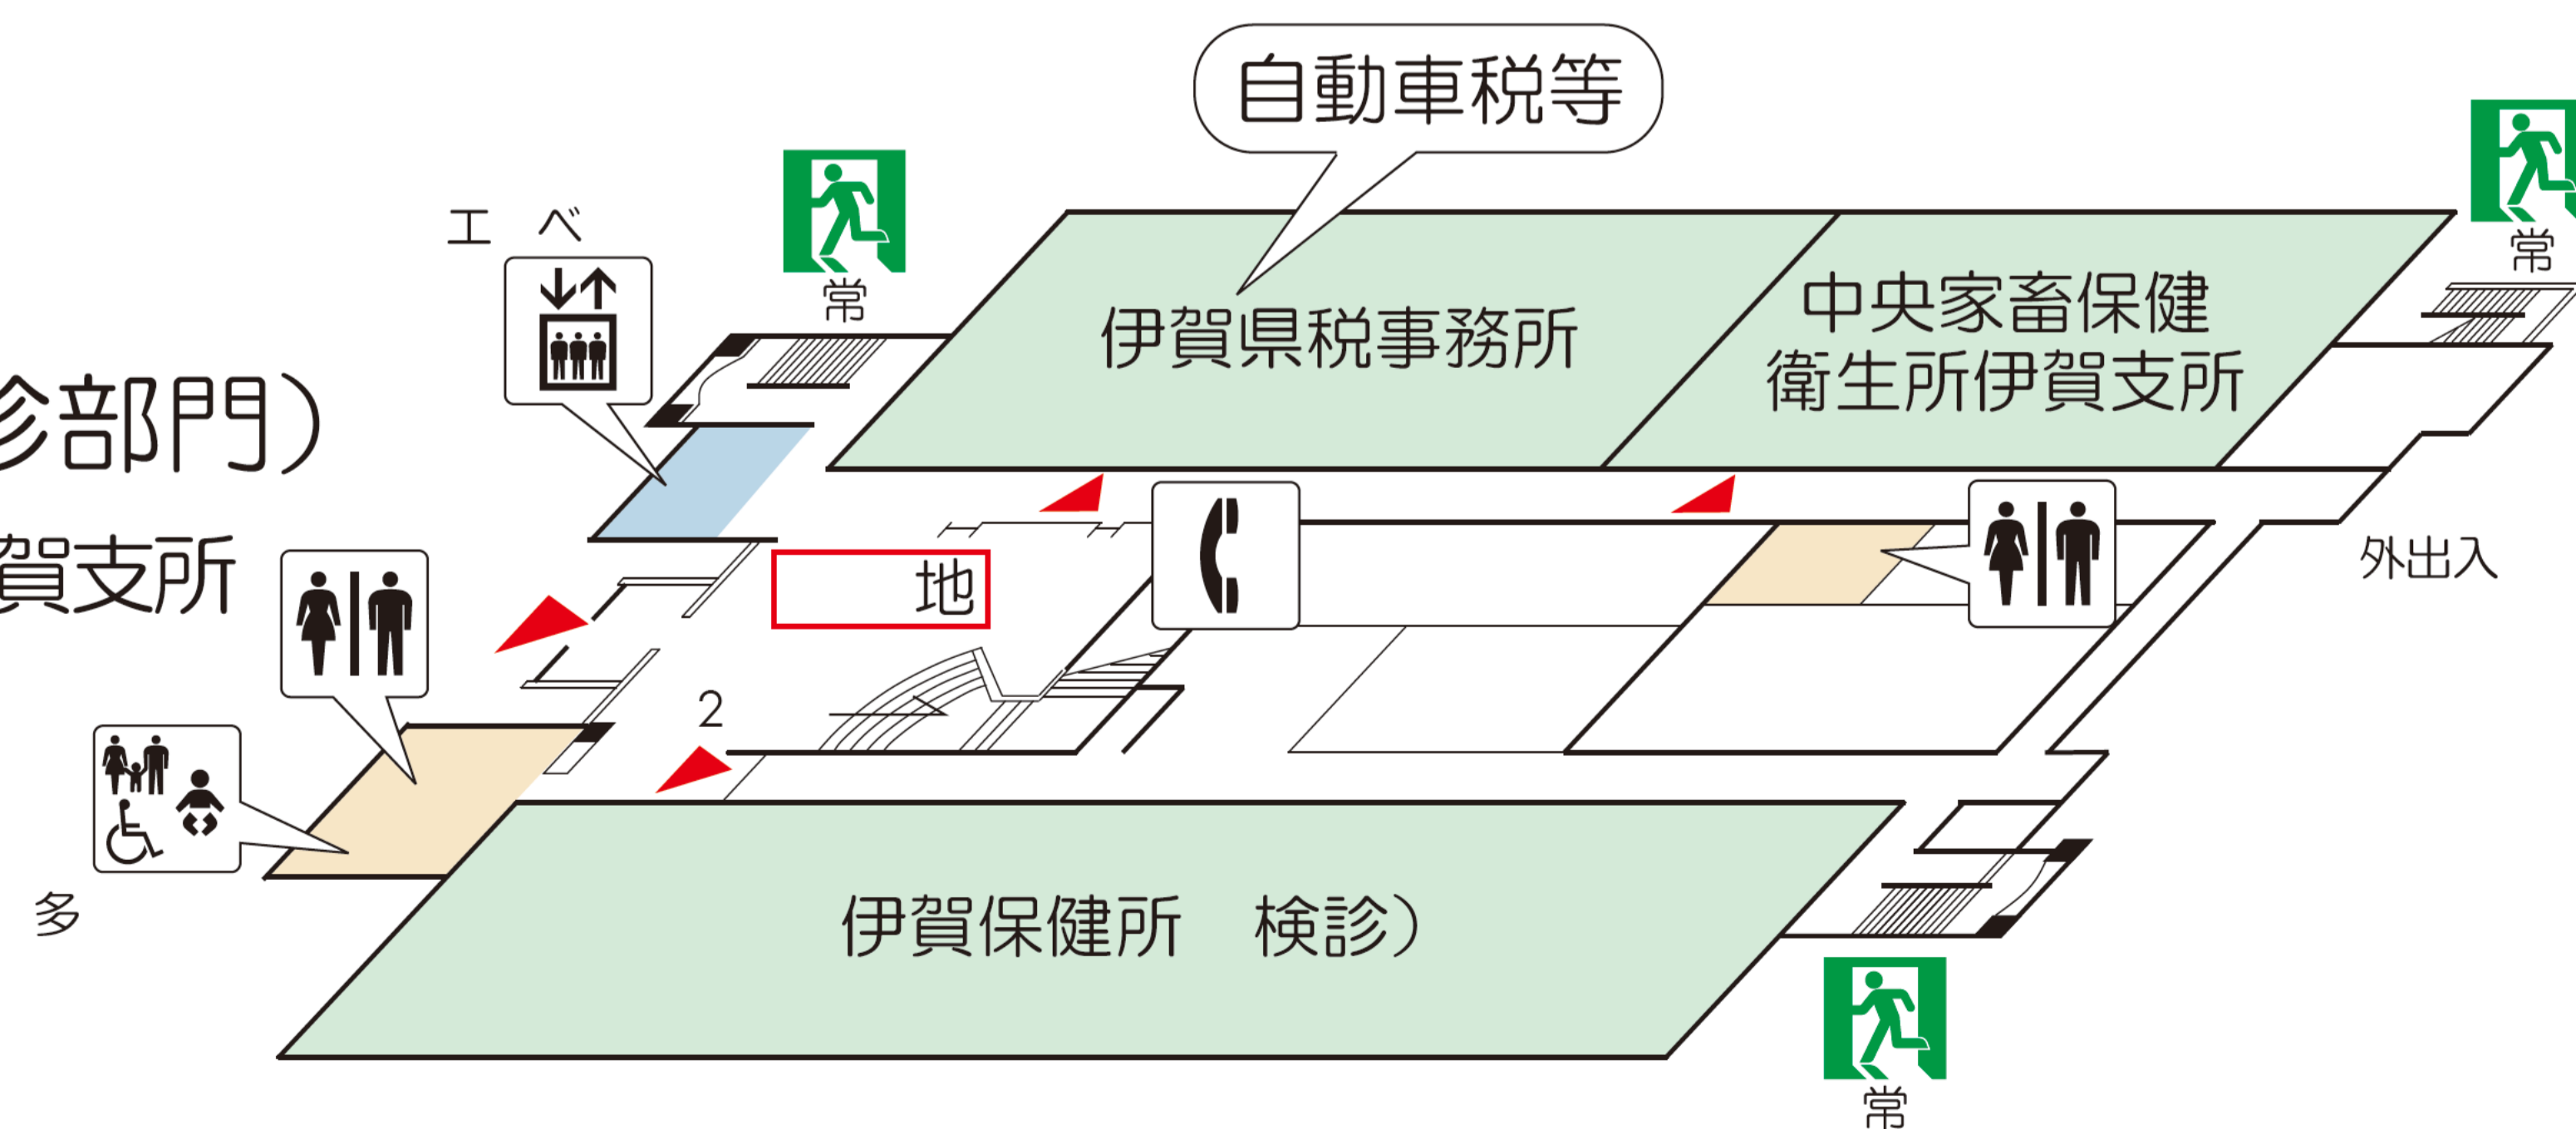 自動車税等
エ ベ
常
常
伊賀県税事務所
中央家畜保健
衛生所伊賀支所
診部門）
賀支所
地
外出入
2
多
伊賀保健所 検診）
常